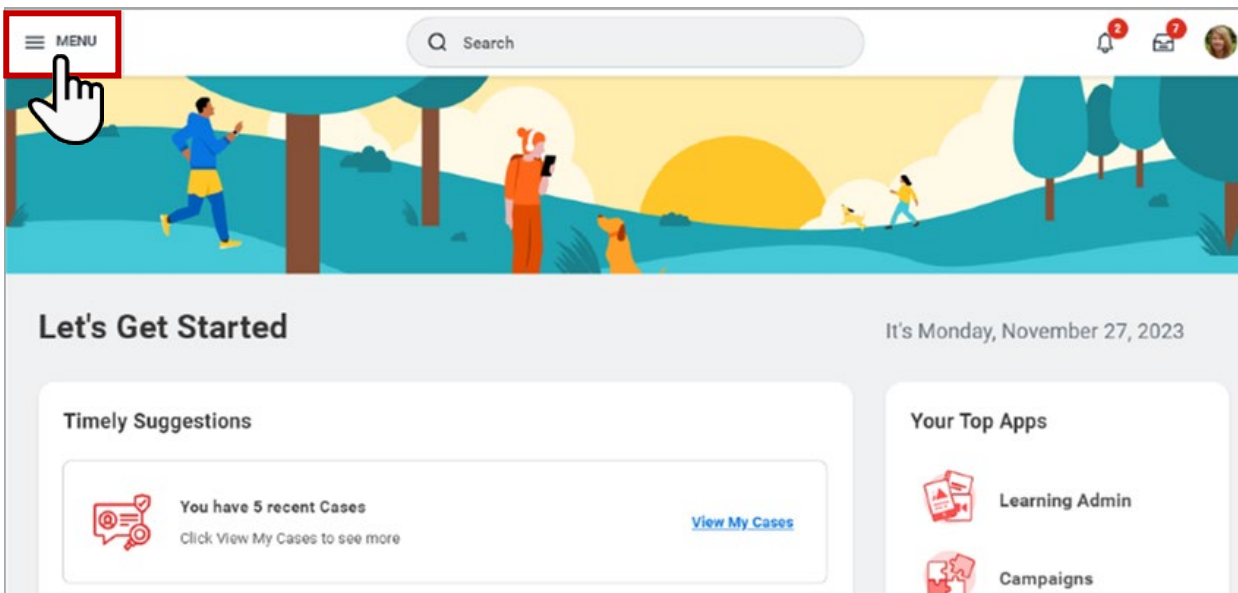 MENU
Search
2
7
Let's Get Started
It's Monday, November 27, 2023
Timely Suggestions
You have 5 recent Cases
Click View My Cases to see more
View My Cases
Your Top Apps
Learning Admin
Campaigns